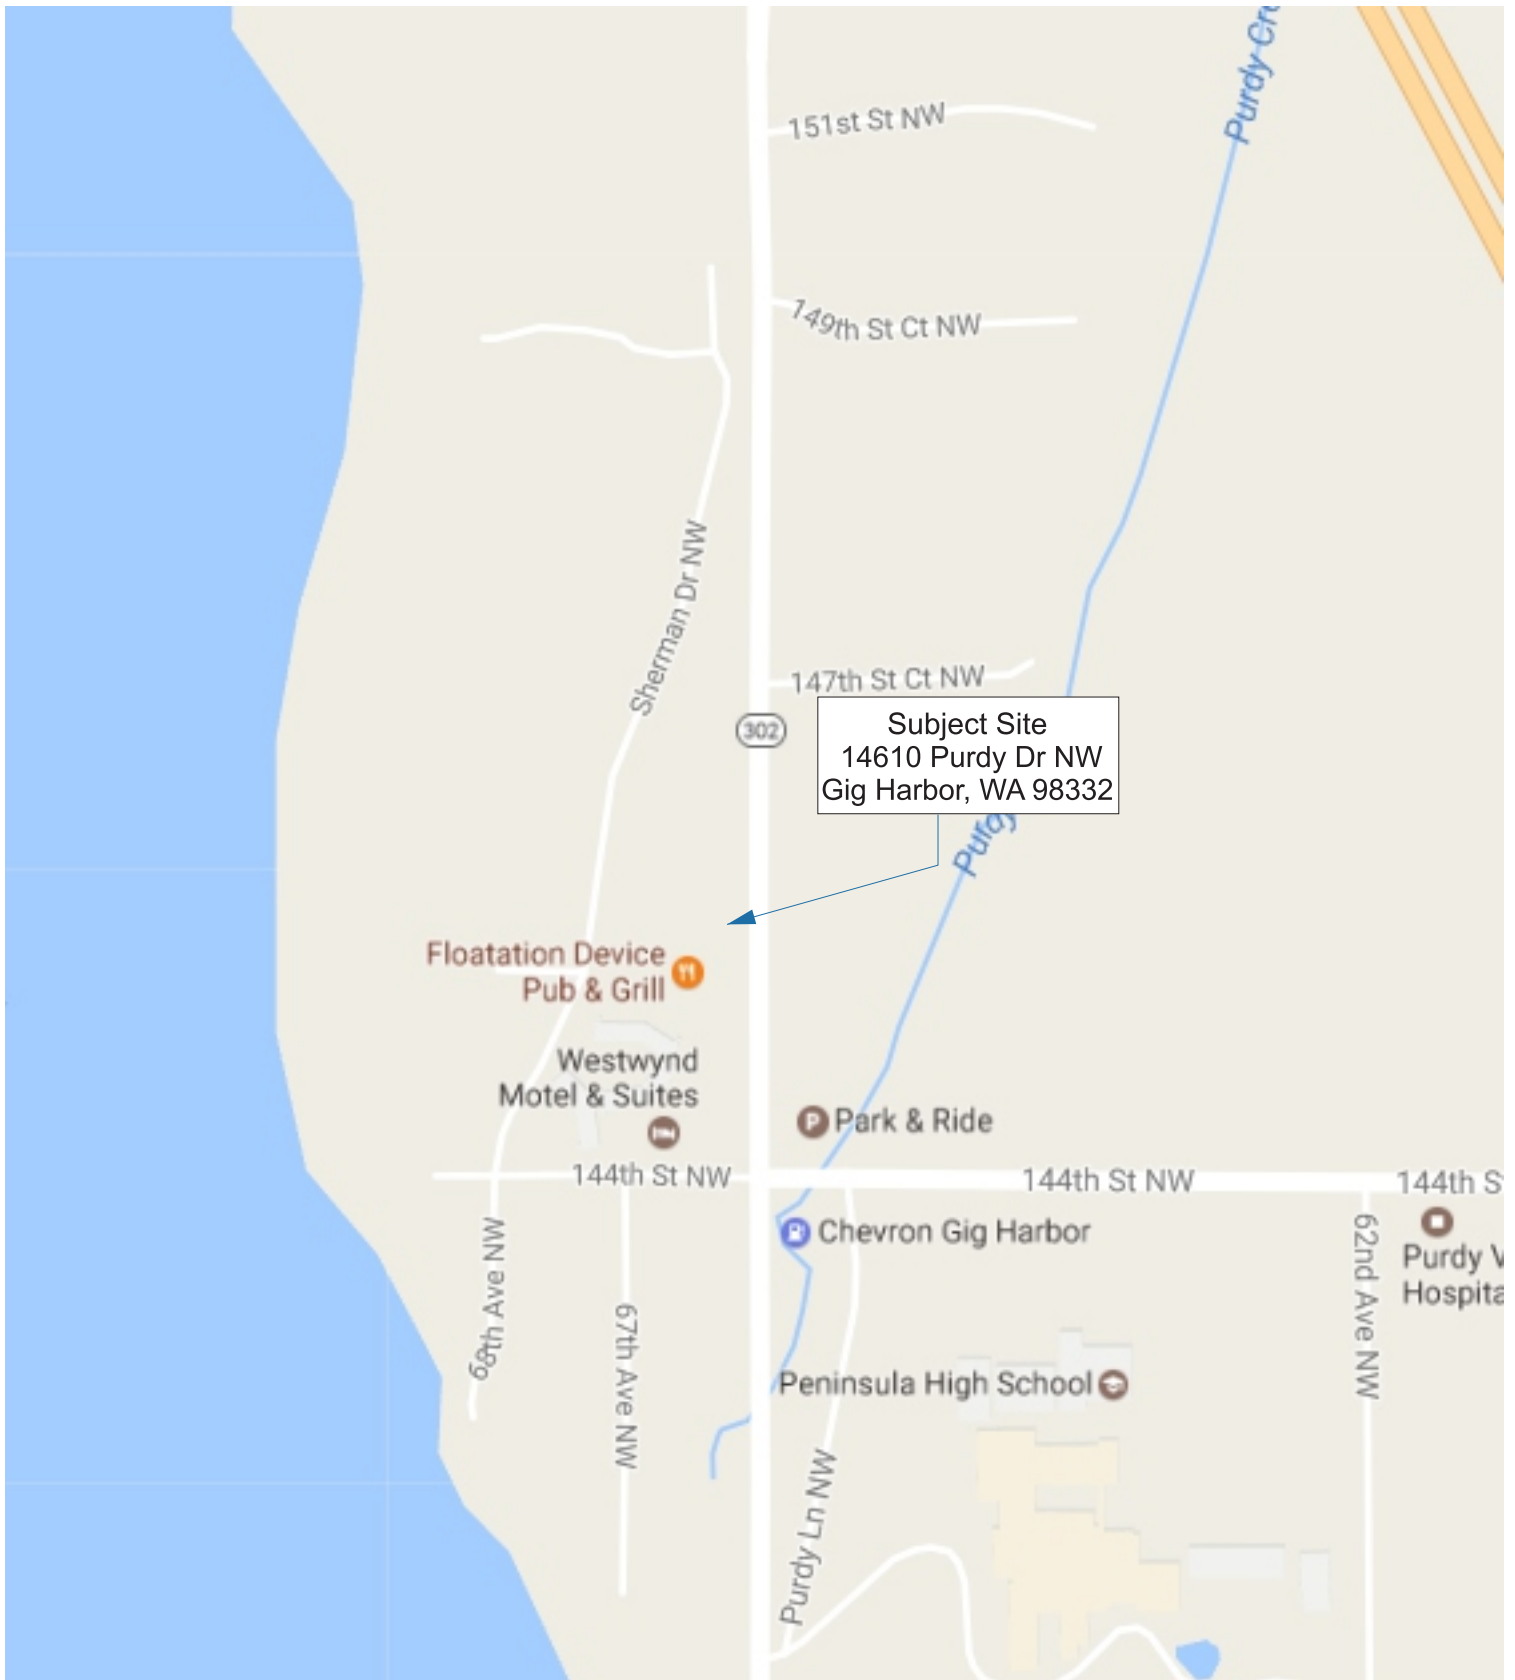 Purdy Cr
151st St NW
149th St Ct NW
Sherman Dr NW
147th St Ct NW
302
Subject Site
14610 Purdy Dr NW
Gig Harbor, WA 98332
Purdy
Floatation Device
Pub & Grill
Westwynd
Motel & Suites
P
Park & Ride
144th St NW
144th St NW
144th S
Chevron Gig Harbor
68th Ave NW
67th Ave NW
62nd Ave NW
Purdy V
Hospita
Peninsula High School
Purdy Ln NW